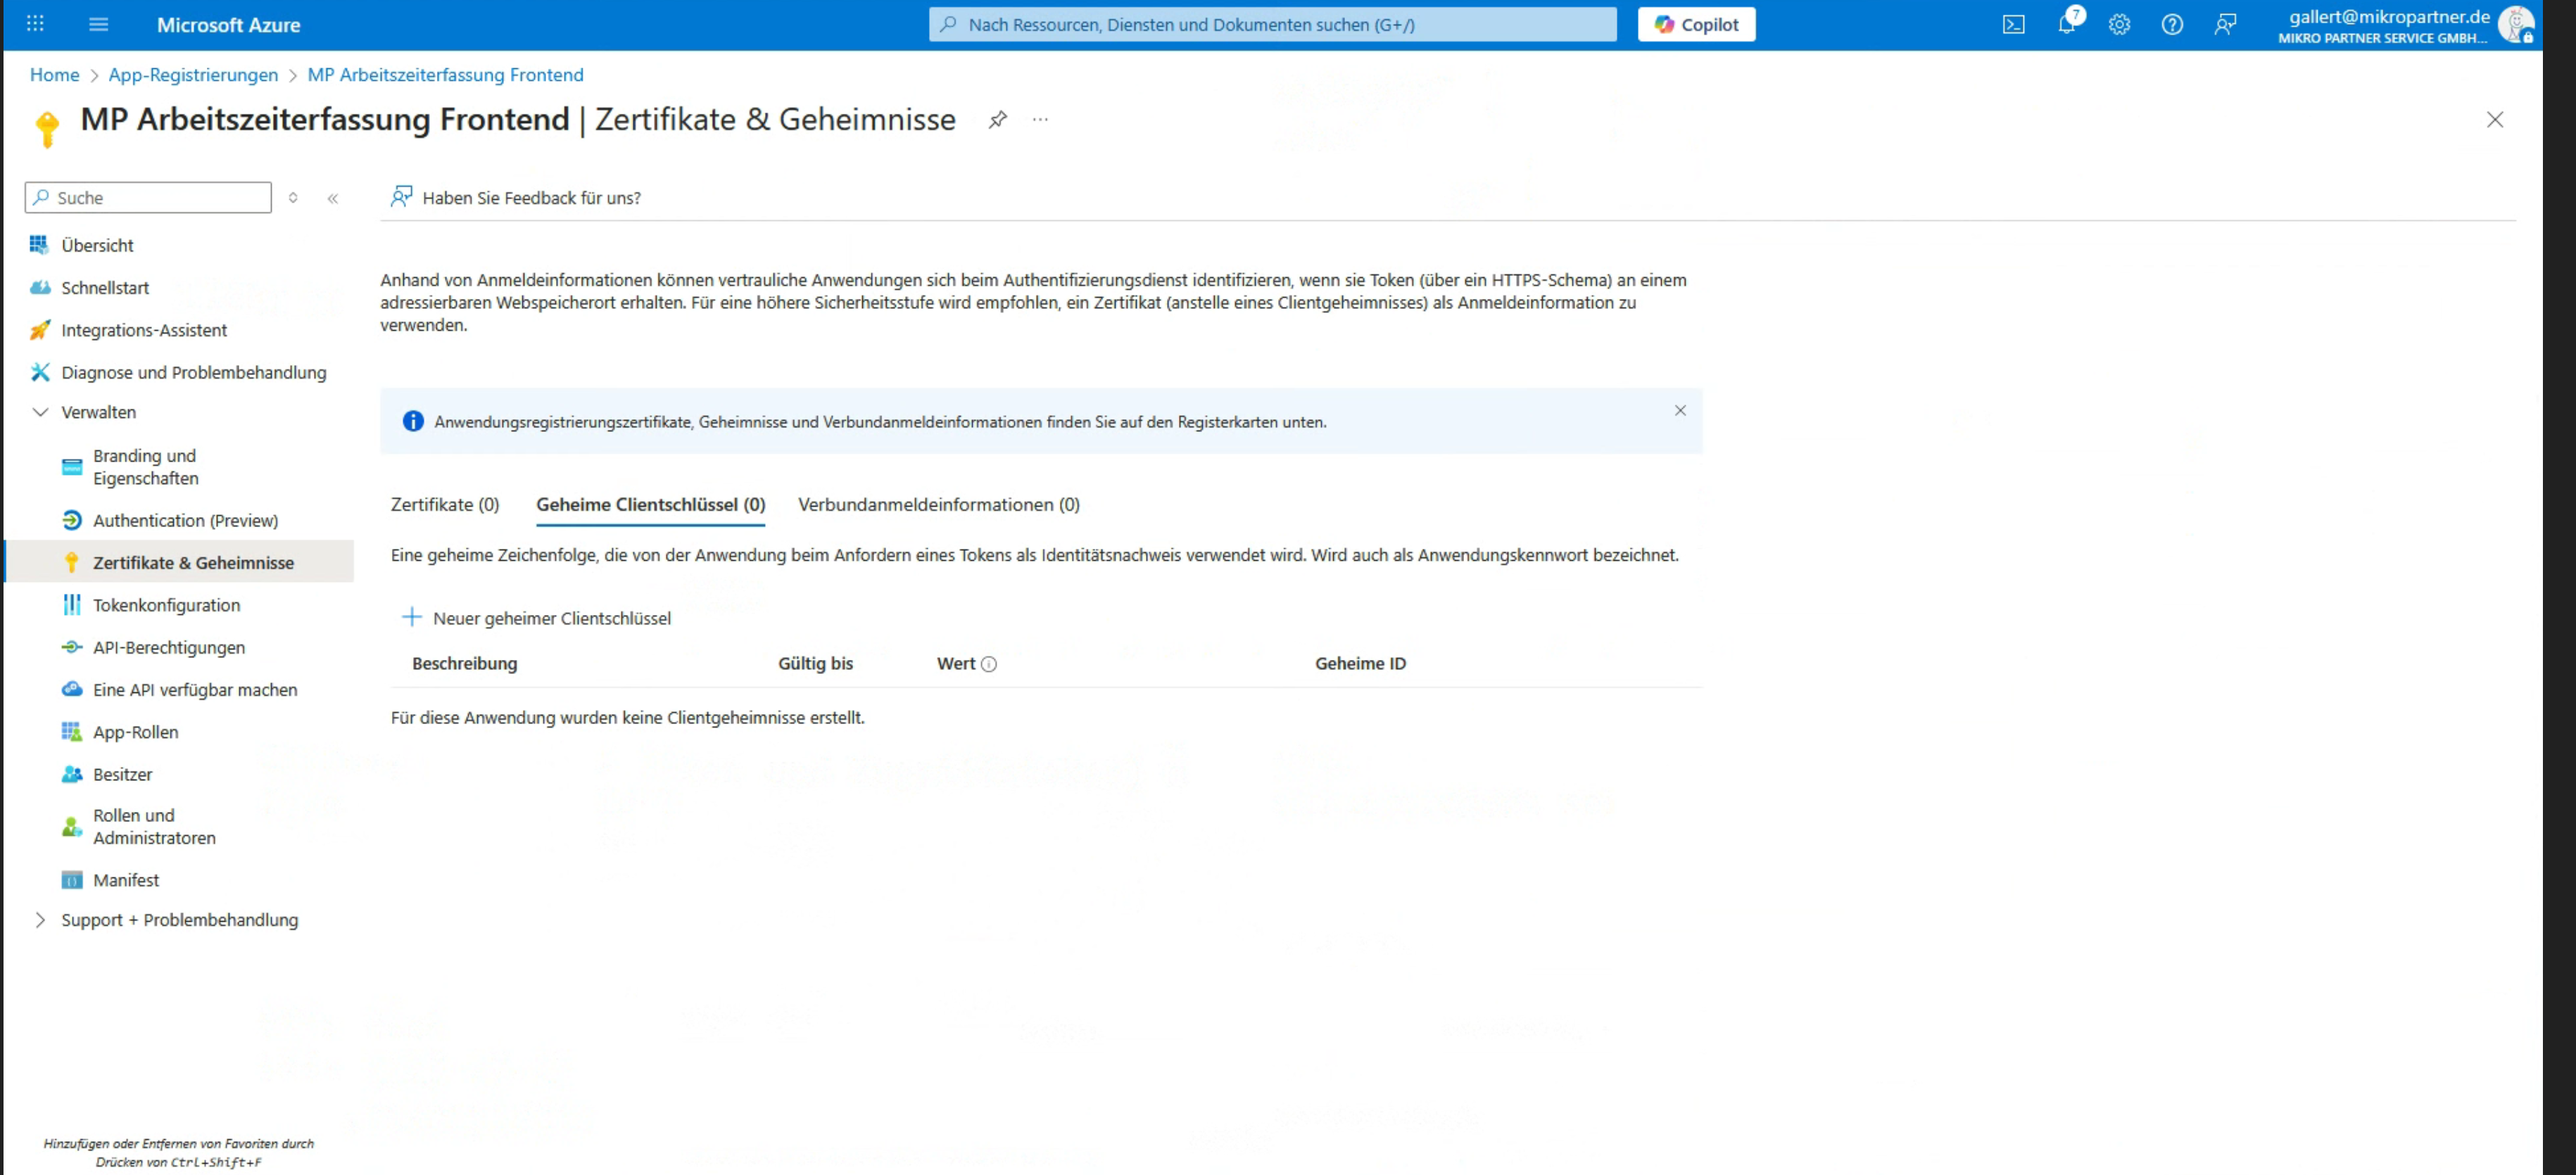 Microsoft Azure
Nach Ressourcen, Diensten und Dokumenten suchen (G+/)
Copilot
7
gallert@mikropartner.de
MIKRO PARTNER SERVICE GMBH...
Home > App-Registrierungen > MP Arbeitszeiterfassung Frontend
MP Arbeitszeiterfassung Frontend | Zertifikate & Geheimnisse
Suche
Haben Sie Feedback für uns?
Übersicht
Schnellstart
Integrations-Assistent
Diagnose und Problembehandlung
Verwalten
Branding und
Eigenschaften
Authentication (Preview)
Zertifikate & Geheimnisse
Tokenkonfiguration
API-Berechtigungen
Eine API verfügbar machen
App-Rollen
Besitzer
Rollen und
Administratoren
Manifest
Support + Problembehandlung
Hinzufügen oder Entfernen von Favoriten durch
Drücken von Ctrl+Shift+F
Anhand von Anmeldeinformationen können vertrauliche Anwendungen sich beim Authentifizierungsdienst identifizieren, wenn sie Token (über ein HTTPS-Schema) an einem
adressierbaren Webspeicherort erhalten. Für eine höhere Sicherheitsstufe wird empfohlen, ein Zertifikat (anstelle eines Clientgeheimnisses) als Anmeldeinformation zu
verwenden.
Anwendungsregistrierungszertifikate, Geheimnisse und Verbundanmeldeinformationen finden Sie auf den Registerkarten unten.
Zertifikate (0) Geheime Clientschlüssel (0) Verbundanmeldeinformationen (0)
Eine geheime Zeichenfolge, die von der Anwendung beim Anfordern eines Tokens als Identitätsnachweis verwendet wird. Wird auch als Anwendungskennwort bezeichnet.
Neuer geheimer Clientschlüssel
Beschreibung Gültig bis Wert Geheime ID
Für diese Anwendung wurden keine Clientgeheimnisse erstellt.